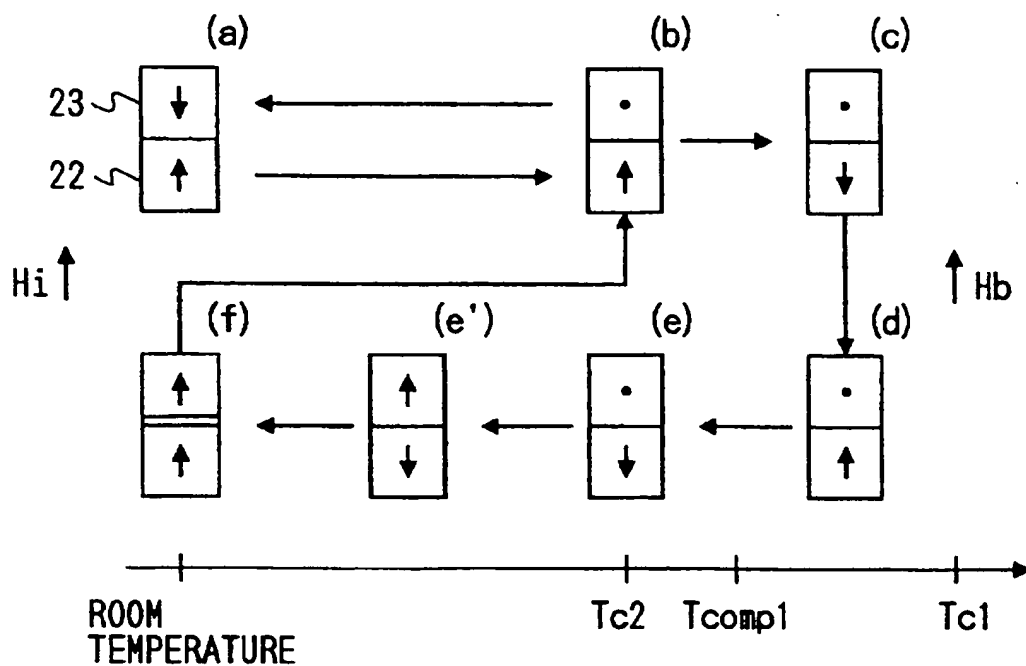 (a)
(b)
(c)
23
22
Hi
Hb
(f)
(e')
(e)
(d)
ROOM
TEMPERATURE
Tc2
Tcomp1
Tc1